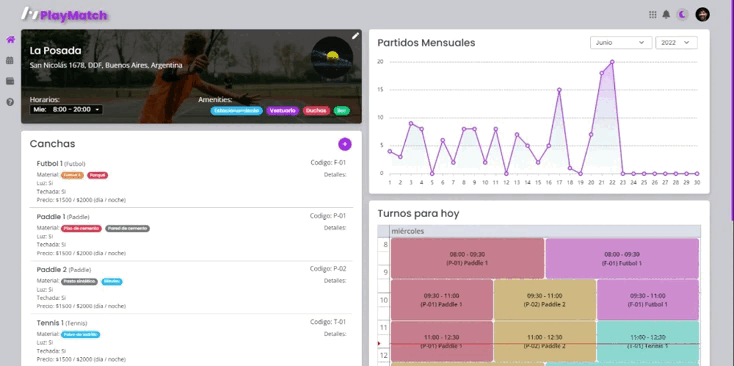 PlayMatch
La Posada
San Nicolás 1678, DDF, Buenos Aires, Argentina
Horarios:
Mie: 8:00 - 20:00
Amenities:
Estacionamiento Vestuario Duchas Bar
Canchas
+
Futbol 1 (Futbol) Codigo: F-01
Material: Detalles:
Luz: Si
Techada: Si
Precio: $1500 / $2000 (dia / noche)
Paddle 1 (Paddle) Codigo: P-01
Material: Piso de cemento Pared de cemento Detalles:
Luz: Si
Techada: Si
Precio: $1500 / $2000 (dia / noche)
Paddle 2 (Paddle) Codigo: P-02
Material: Pasto sintético Detalles:
Luz: Si
Techada: Si
Precio: $1500 / $2000 (dia / noche)
Tennis 1 (Tennis) Codigo: T-01
Material: Polvo de ladrillo Detalles:
Luz: Si
Techada: Si
Precio: $1500 / $2000 (dia / noche)
Partidos Mensuales
Junio 2022
20
15
10
5
0
1 2 3 4 5 6 7 8 9 10 11 12 13 14 15 16 17 18 19 20 21 22 23 24 25 26 27 28 29 30
Turnos para hoy
miércoles
8
9
10
11
12
08:00 - 09:30
(P-01) Paddle 1
08:00 - 09:30
(F-01) Futbol 1
09:30 - 11:00
(P-01) Paddle 1
09:30 - 11:00
(P-02) Paddle 2
09:30 - 11:00
(F-01) Futbol 1
11:00 - 12:30
(P-01) Paddle 1
11:00 - 12:30
(P-02) Paddle 2
11:00 - 12:30
(T-01) Tennis 1